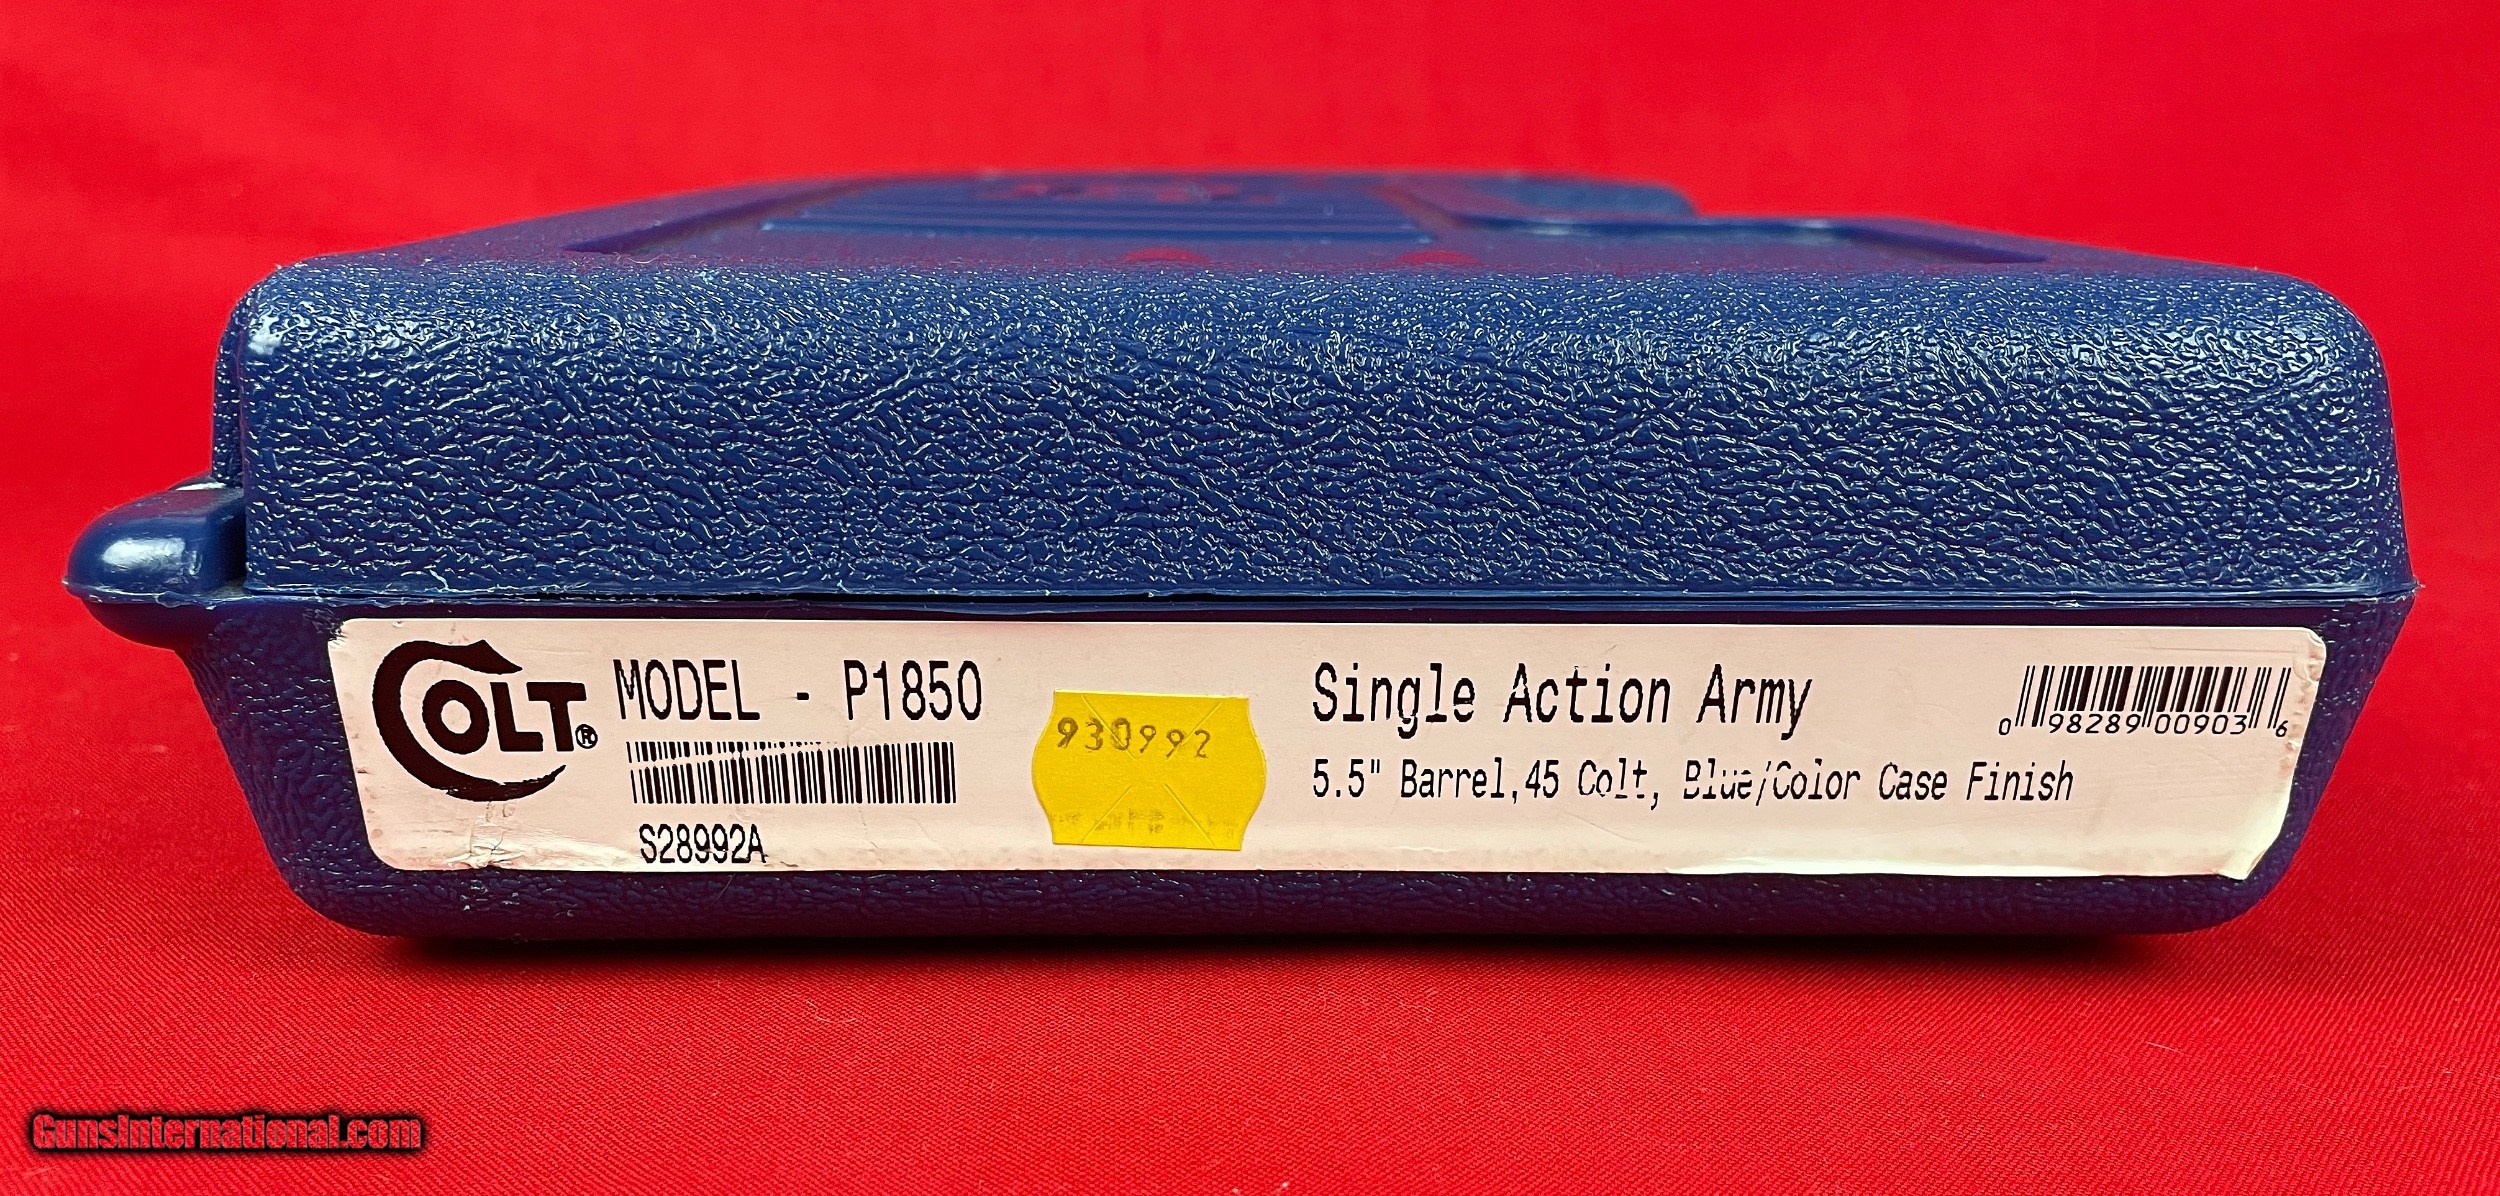 COLT®
MODEL - P1850
S28992A
930992
Single Action Army
5.5" Barrel,45 Colt, Blue/Color Case Finish
0 98289 00903 6
GunsInternational.com